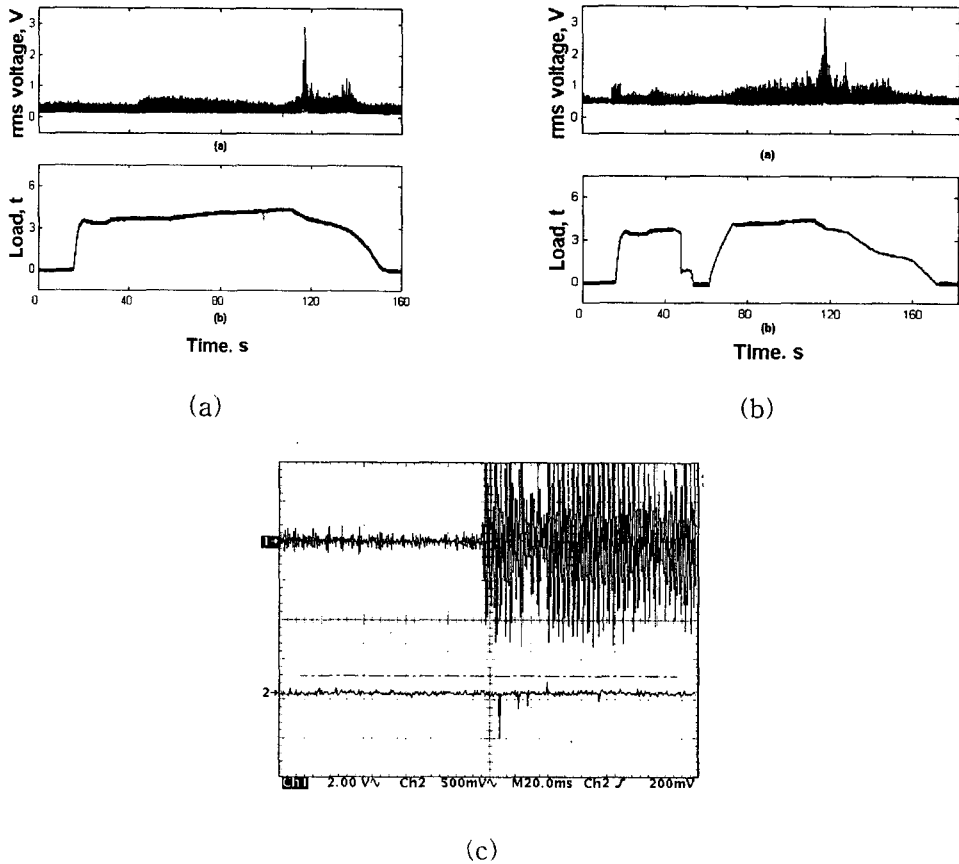 rms voltage, V
3
2
1
0
(a)
Load, t
6
3
0
0 40 80 120 160
(b)
Time. s
(a)
rms voltage, V
3
2
1
0
(a)
Load, t
6
3
0
0 40 80 120 160
(b)
Time. s
(b)
1
2
Ch1 2.00 V Ch2 500mV M20.0ms Ch2 200mV
(c)